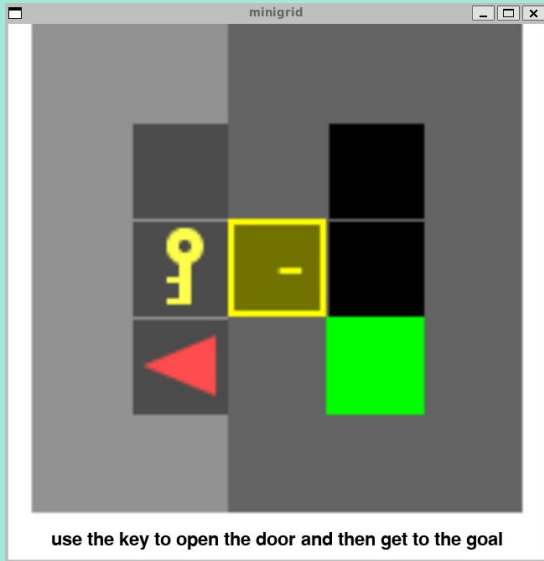 minigrid
use the key to open the door and then get to the goal